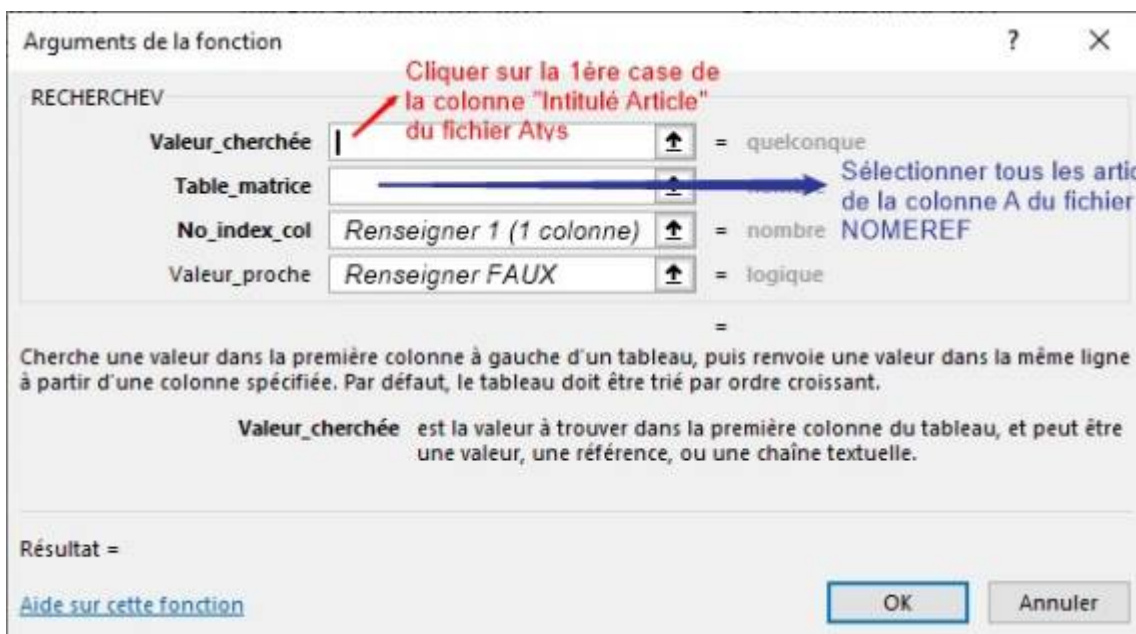 Arguments de la fonction ? ×
RECHERCHEV
Cliquer sur la 1ère case de
la colonne "Intitulé Article"
du fichier Atys
Valeur_cherchée = quelconque
Table_matrice
Sélectionner tous les artic
de la colonne A du fichier
NOMEREF
No_index_col Renseigner 1 (1 colonne) = nombre
Valeur_proche Renseigner FAUX = logique
=
Cherche une valeur dans la première colonne à gauche d'un tableau, puis renvoie une valeur dans la même ligne
à partir d'une colonne spécifiée. Par défaut, le tableau doit être trié par ordre croissant.
Valeur_cherchée est la valeur à trouver dans la première colonne du tableau, et peut être
une valeur, une référence, ou une chaîne textuelle.
Résultat =
Aide sur cette fonction OK Annuler